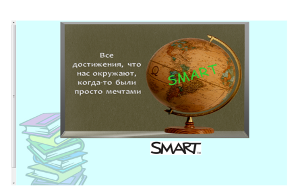 Все
достижения, что
нас окружают,
когда-то были
просто мечтами
SMART
SMART